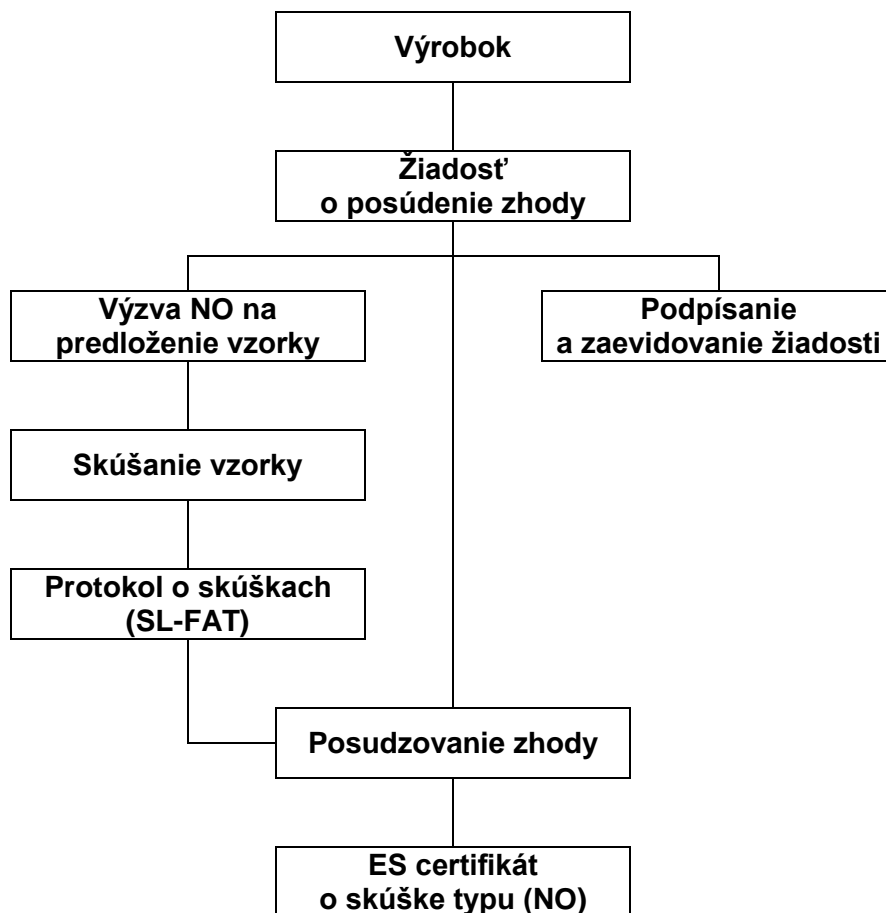 Výrobok
Žiadosť
o posúdenie zhody
Výzva NO na
predloženie vzorky
Podpísanie
a zaevidovanie žiadosti
Skúšanie vzorky
Protokol o skúškach
(SL-FAT)
Posudzovanie zhody
ES certifikát
o skúške typu (NO)